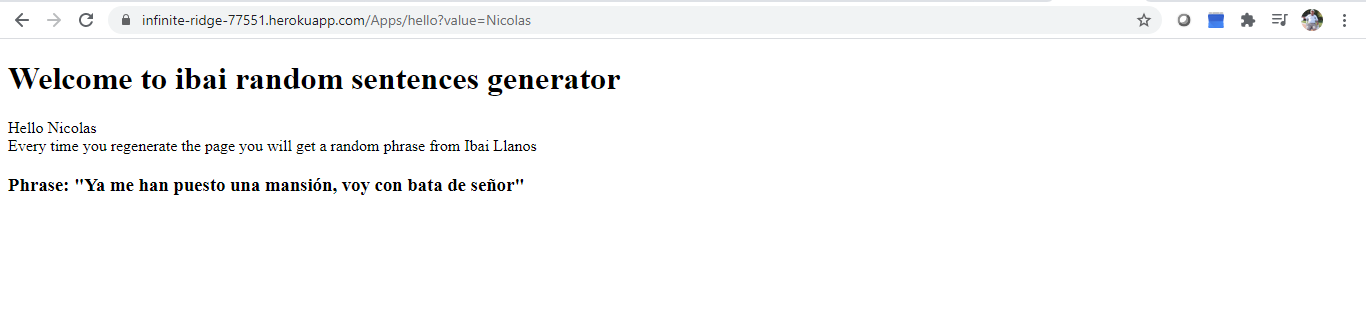 infinite-ridge-77551.herokuapp.com/Apps/hello?value=Nicolas
Welcome to ibai random sentences generator
Hello Nicolas
Every time you regenerate the page you will get a random phrase from Ibai Llanos
Phrase: "Ya me han puesto una mansión, voy con bata de señor"